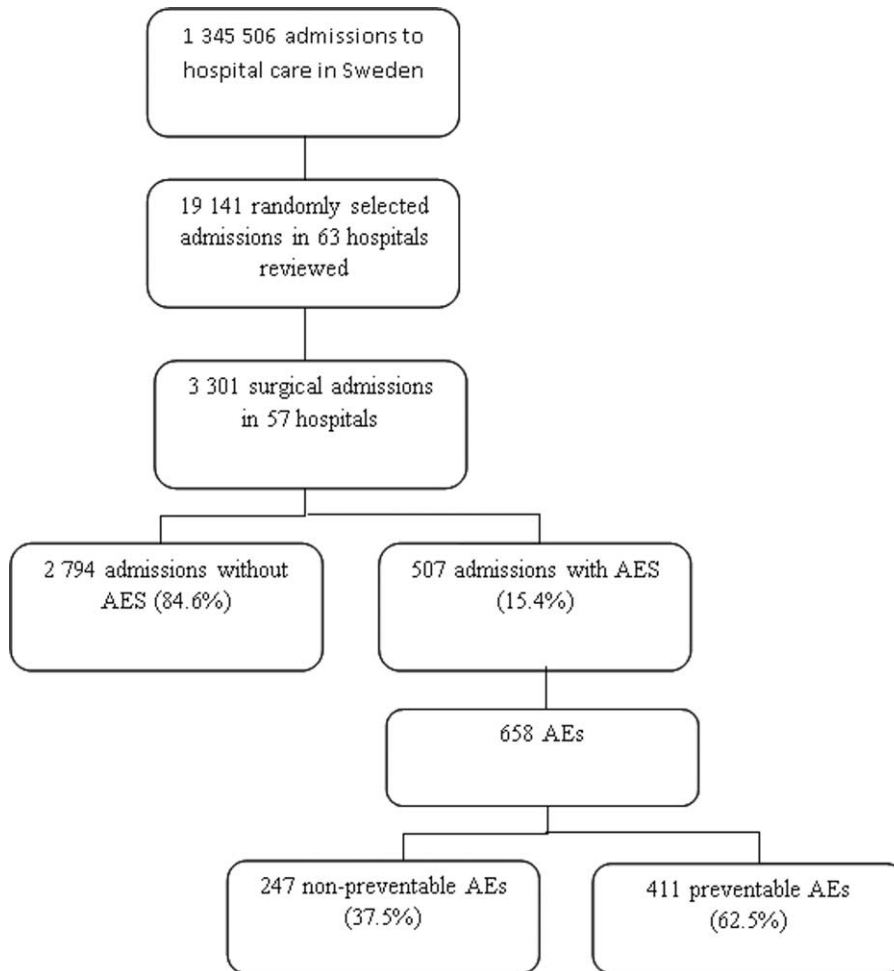 1 345 506 admissions to
hospital care in Sweden
19 141 randomly selected
admissions in 63 hospitals
reviewed
3 301 surgical admissions
in 57 hospitals
2 794 admissions without
AES (84.6%)
507 admissions with AES
(15.4%)
658 AEs
247 non-preventable AEs
(37.5%)
411 preventable AEs
(62.5%)